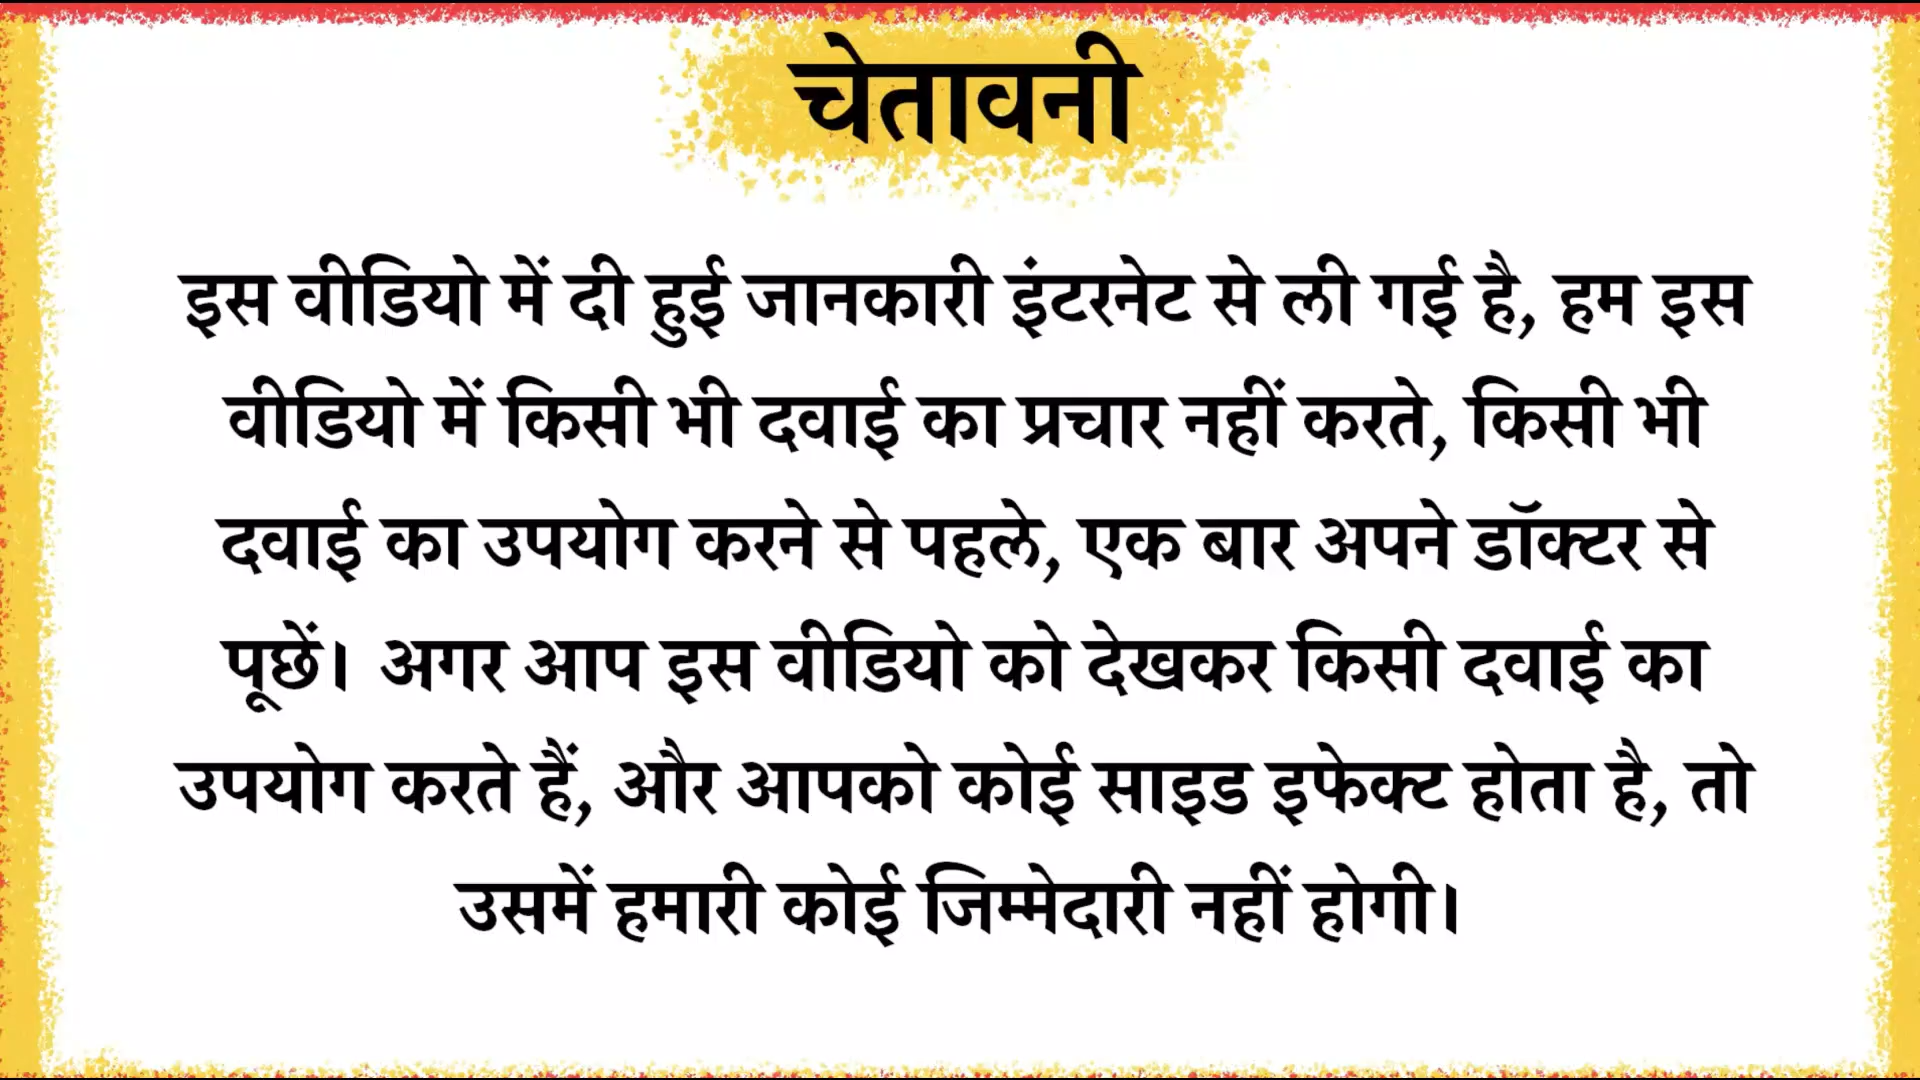 चेतावनी
इस वीडियो में दी हुई जानकारी इंटरनेट से ली गई है, हम इस
वीडियो में किसी भी दवाई का प्रचार नहीं करते, किसी भी
दवाई का उपयोग करने से पहले, एक बार अपने डॉक्टर से
पूछें। अगर आप इस वीडियो को देखकर किसी दवाई का
उपयोग करते हैं, और आपको कोई साइड इफेक्ट होता है, तो
उसमें हमारी कोई जिम्मेदारी नहीं होगी।